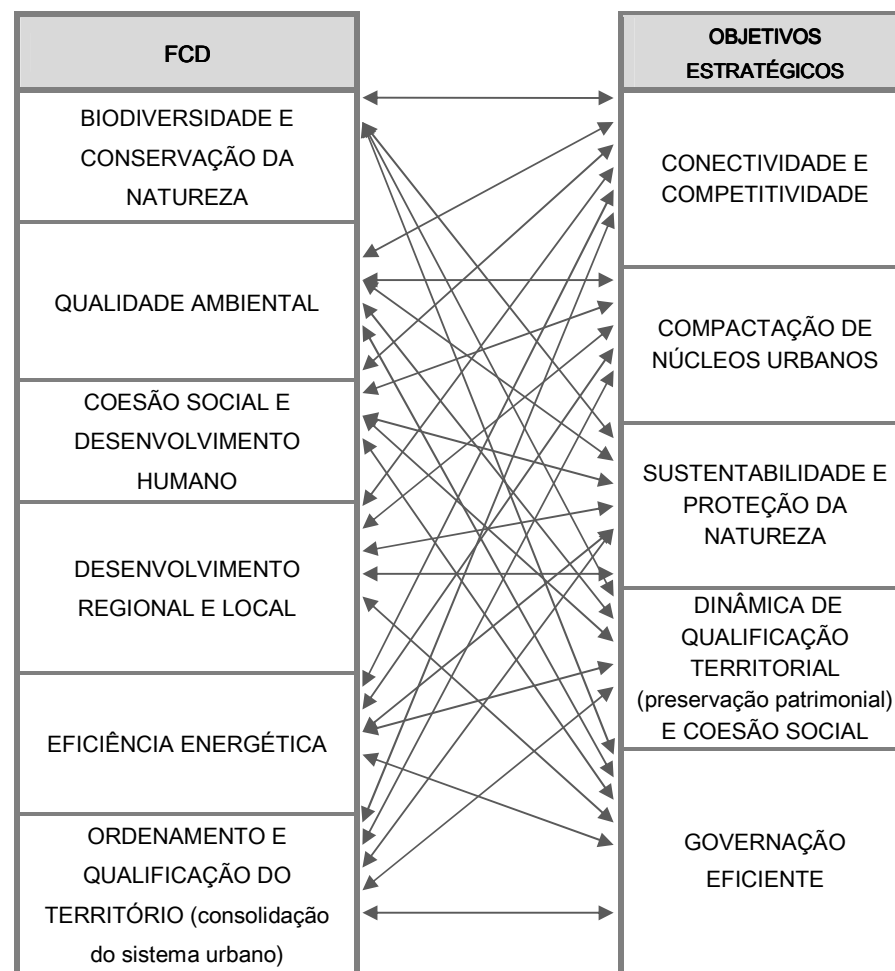 FCD
BIODIVERSIDADE E
CONSERVAÇÃO DA
NATUREZA
QUALIDADE AMBIENTAL
COESÃO SOCIAL E
DESENVOLVIMENTO
HUMANO
DESENVOLVIMENTO
REGIONAL E LOCAL
EFICIÊNCIA ENERGÉTICA
ORDENAMENTO E
QUALIFICAÇÃO DO
TERRITÓRIO (consolidação
do sistema urbano)
OBJETIVOS
ESTRATÉGICOS
CONECTIVIDADE E
COMPETITIVIDADE
COMPACTAÇÃO DE
NÚCLEOS URBANOS
SUSTENTABILIDADE E
PROTEÇÃO DA
NATUREZA
DINÂMICA DE
QUALIFICAÇÃO
TERRITORIAL
(preservação patrimonial)
E COESÃO SOCIAL
GOVERNAÇÃO
EFICIENTE